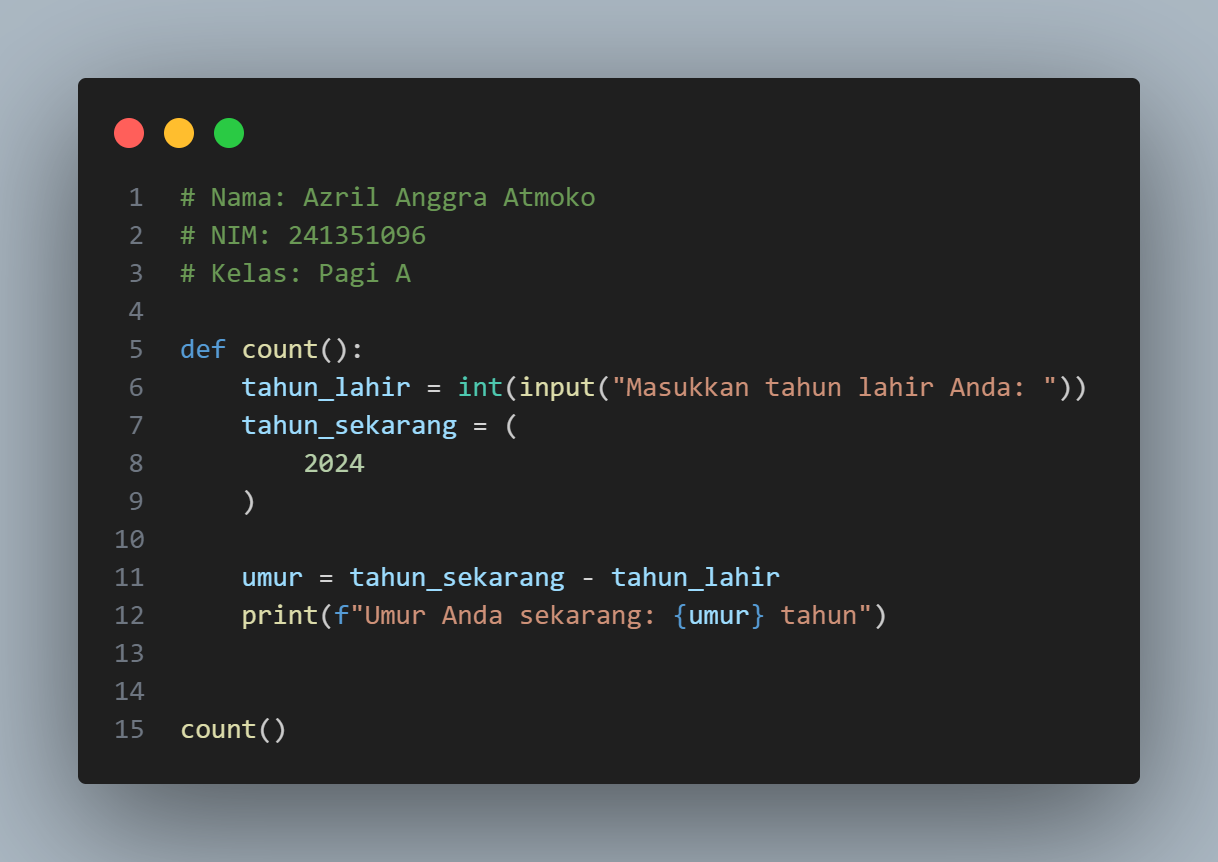 1 # Nama: Azril Anggra Atmoko
2 # NIM: 241351096
3 # Kelas: Pagi A
4
5 def count():
6     tahun_lahir = int(input("Masukkan tahun lahir Anda: "))
7     tahun_sekarang = (
8         2024
9     )
10
11     umur = tahun_sekarang - tahun_lahir
12     print(f"Umur Anda sekarang: {umur} tahun")
13
14
15 count()